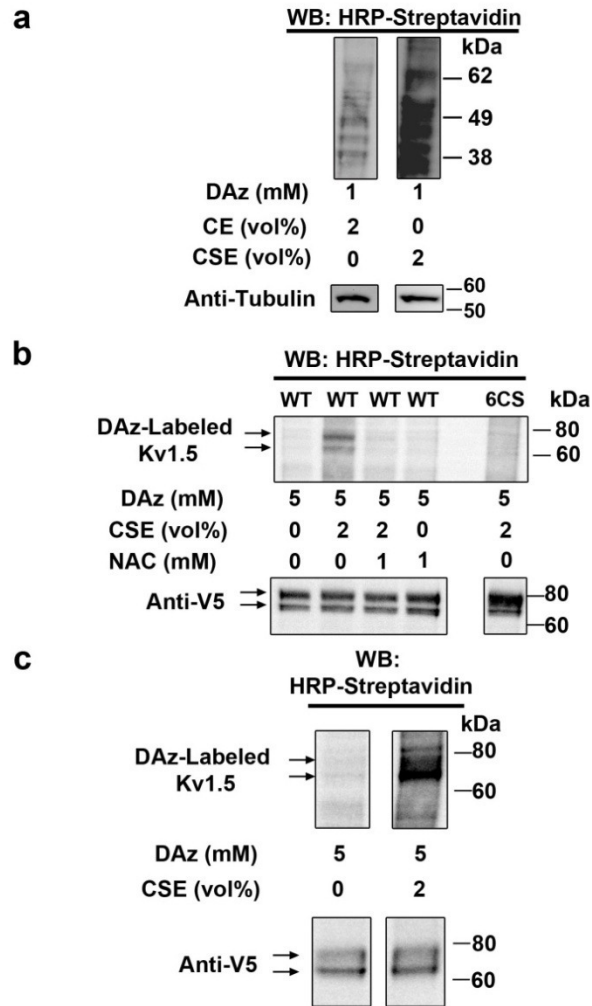 a
WB: HRP-Streptavidin
kDa
62
49
38
DAz (mM) 1 1
CE (vol%) 2 0
CSE (vol%) 0 2
Anti-Tubulin
60
50
b
WB: HRP-Streptavidin
WT WT WT WT 6CS kDa
DAz-Labeled
Kv1.5
80
60
DAz (mM) 5 5 5 5 5
CSE (vol%) 0 2 2 0 2
NAC (mM) 0 0 1 1 0
Anti-V5
80
60
c
WB:
HRP-Streptavidin
kDa
DAz-Labeled
Kv1.5
80
60
DAz (mM) 5 5
CSE (vol%) 0 2
Anti-V5
80
60